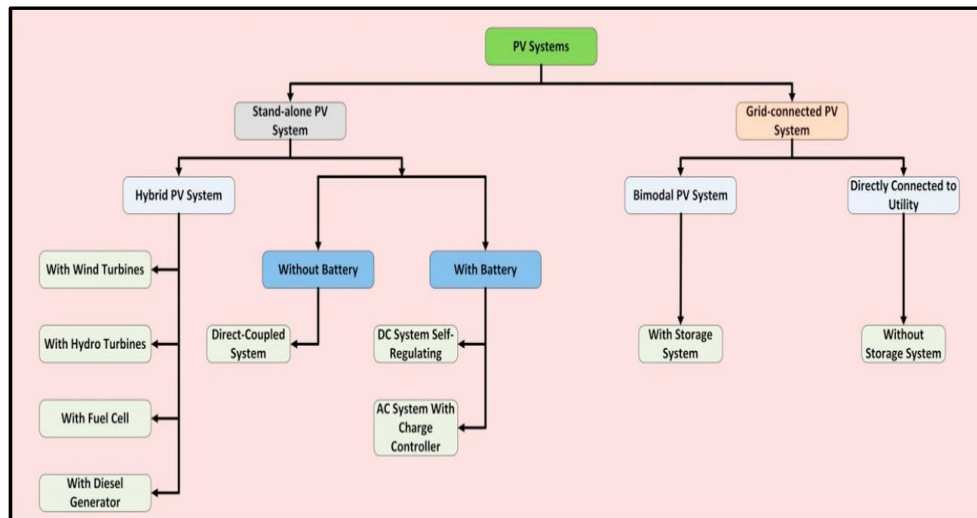 PV Systems
Stand-alone PV
System
Grid-connected PV
System
Hybrid PV System
Bimodal PV System
Directly Connected to
Utility
With Wind Turbines
Without Battery
With Battery
With Hydro Turbines
Direct-Coupled
System
DC System Self-
Regulating
With Storage
System
Without
Storage System
With Fuel Cell
AC System With
Charge
Controller
With Diesel
Generator